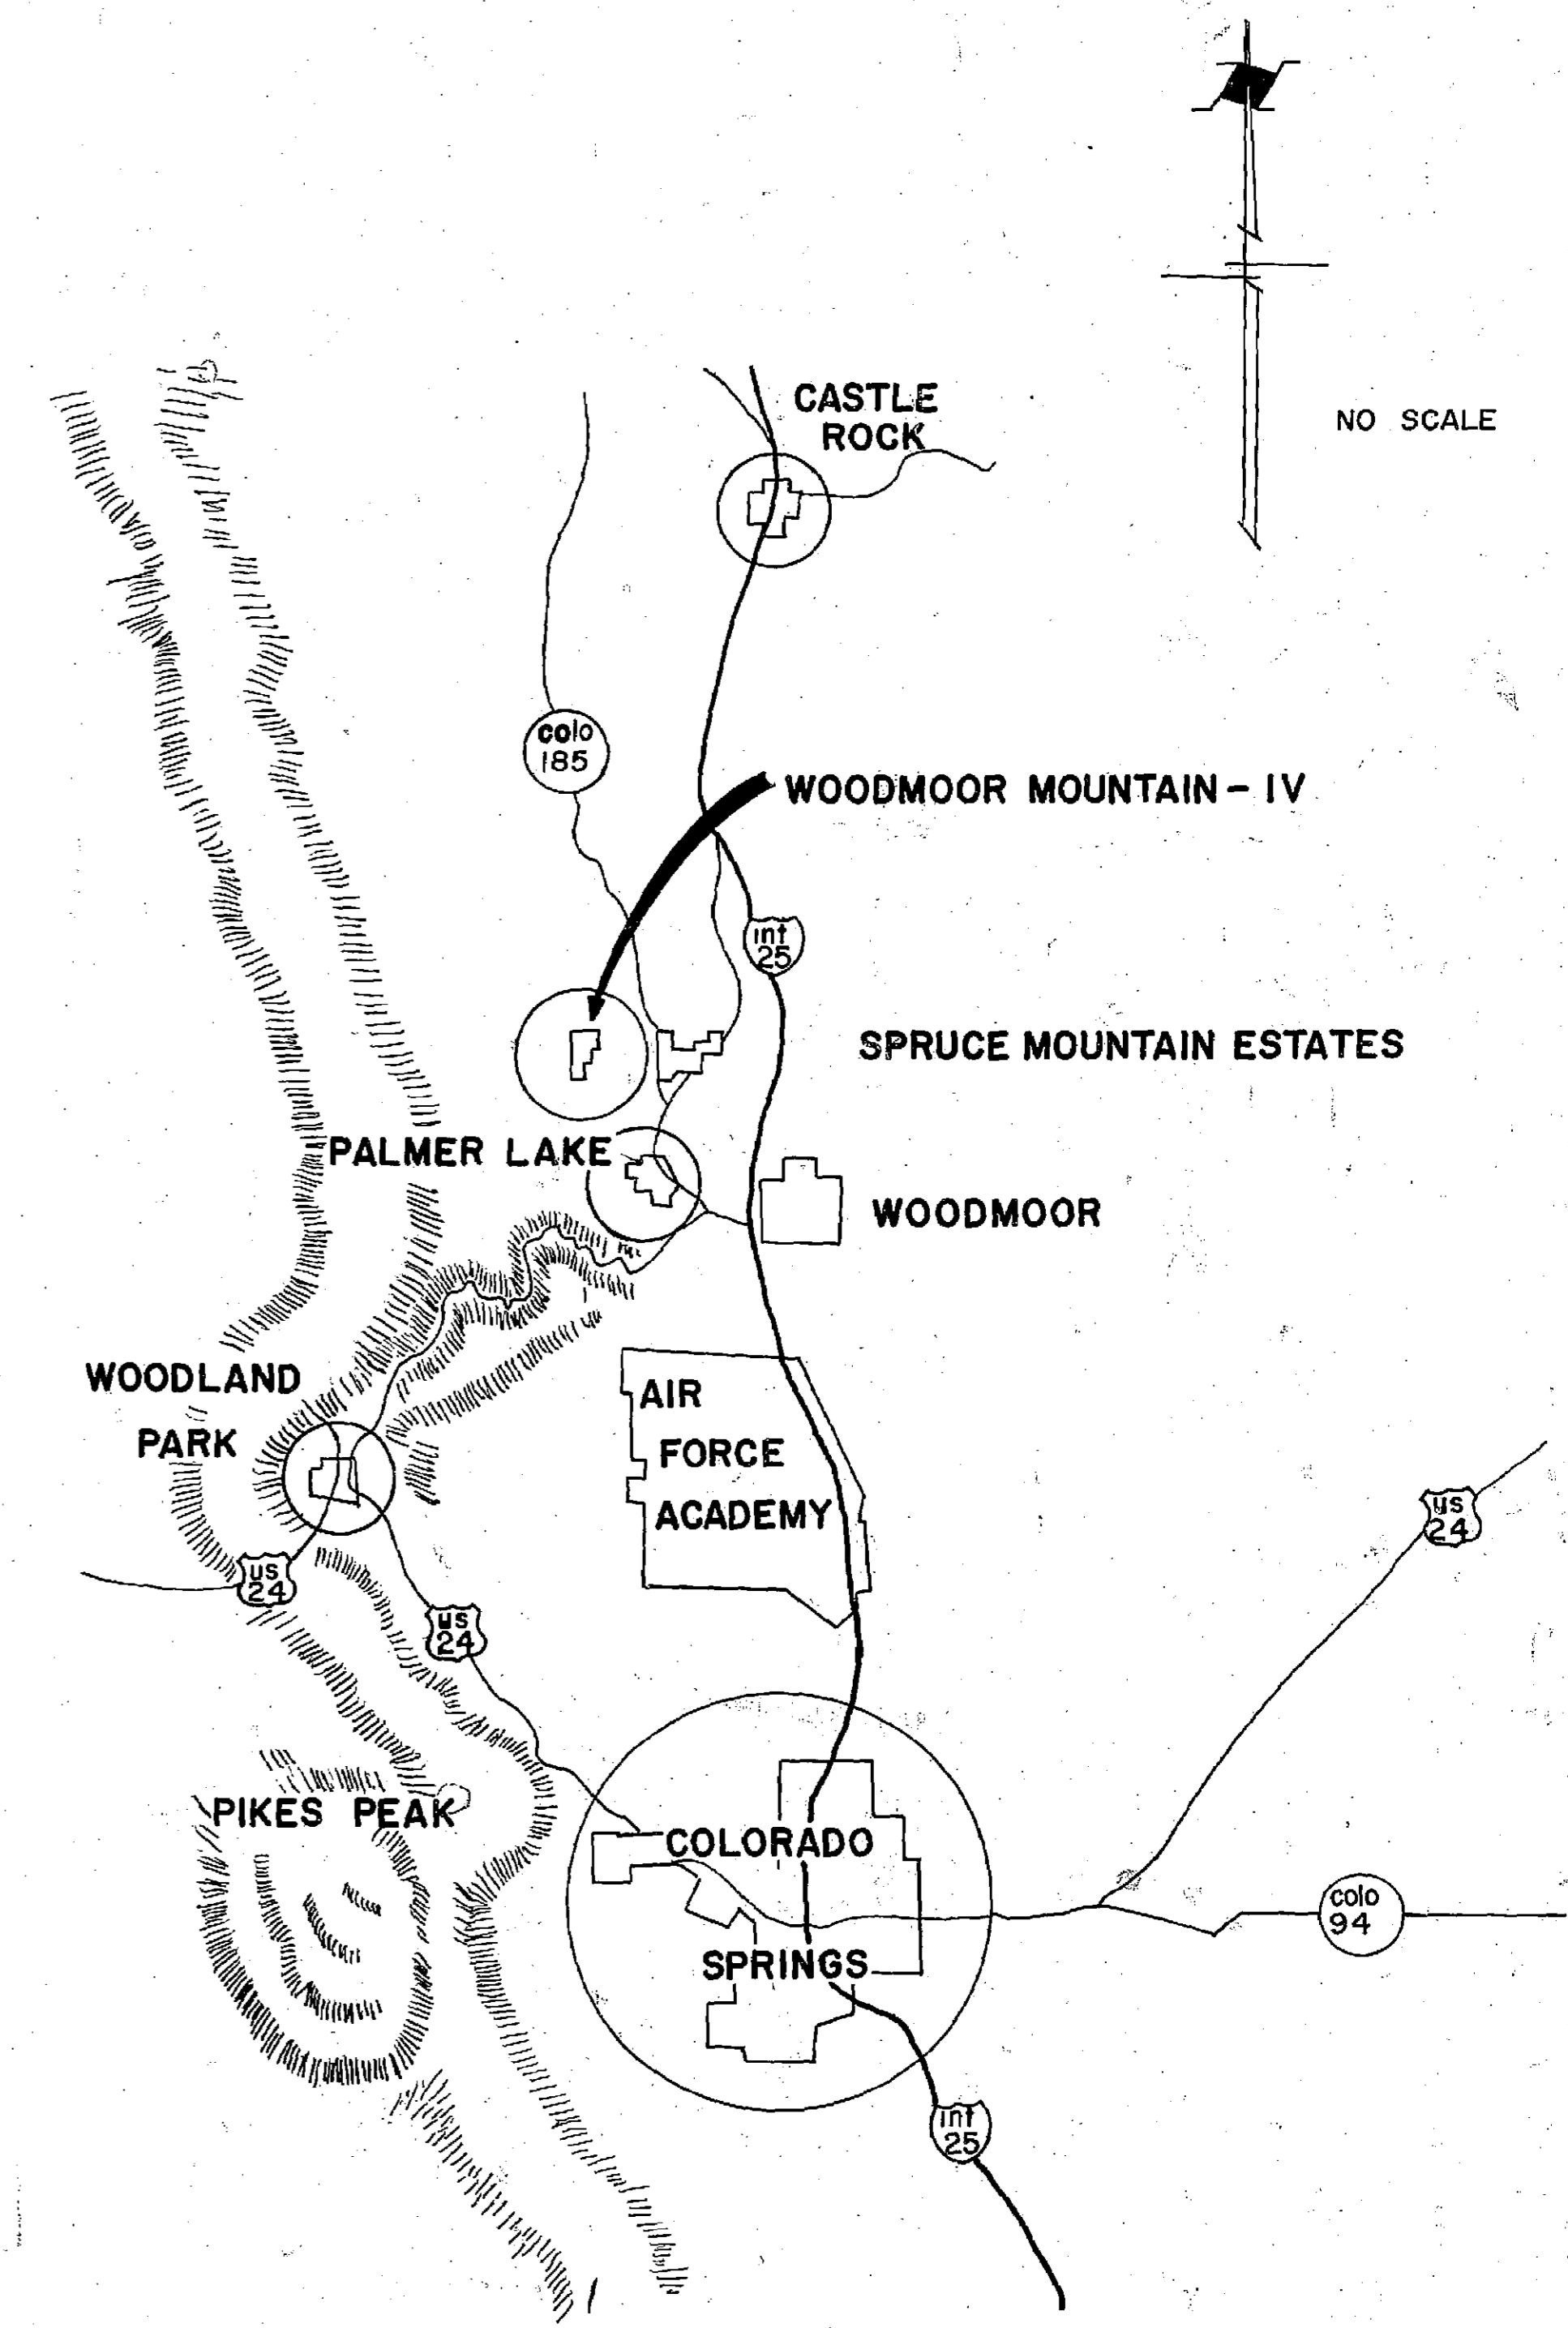 CASTLE
ROCK
NO SCALE
colo
185
WOODMOOR MOUNTAIN - IV
int
25
SPRUCE MOUNTAIN ESTATES
PALMER LAKE
WOODMOOR
WOODLAND
PARK
AIR
FORCE
ACADEMY
us
24
us
24
us
24
PIKES PEAK
COLORADO
SPRINGS
colo
94
int
25